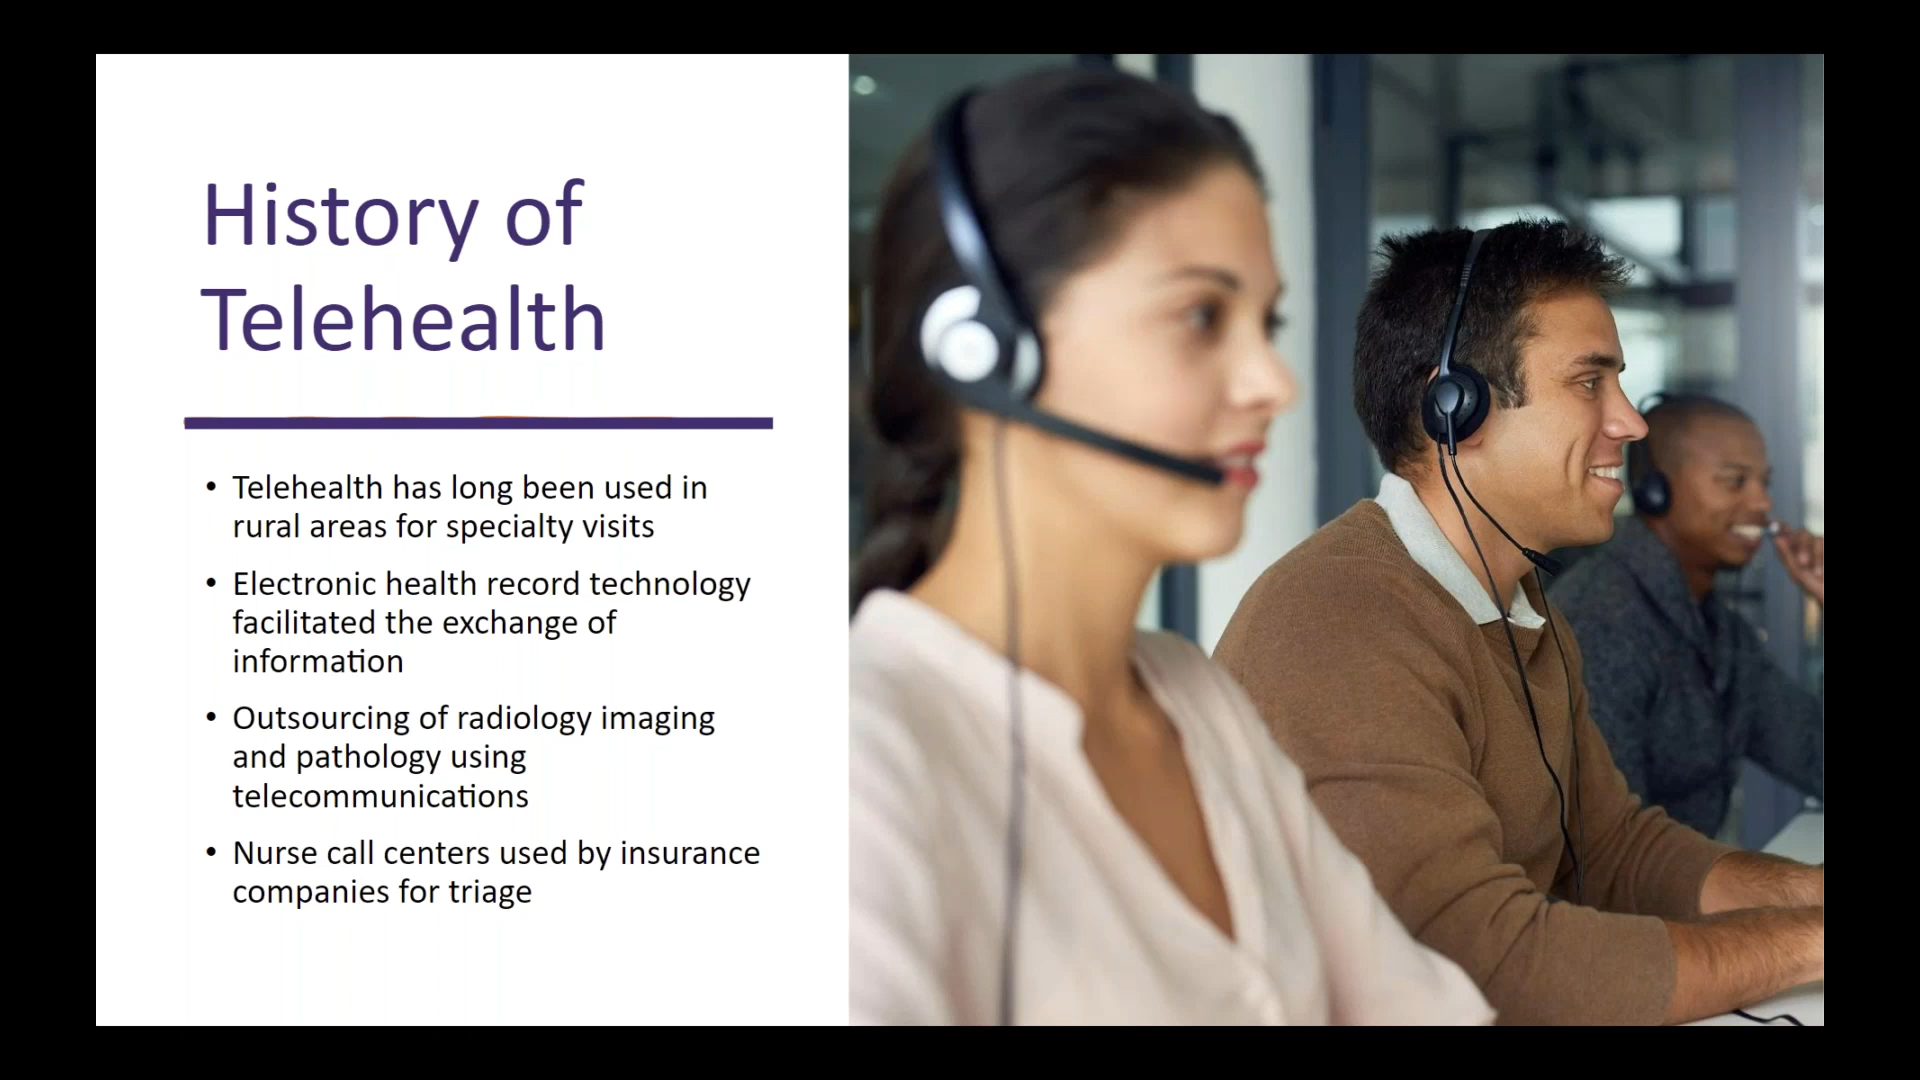 History of
Telehealth
• Telehealth has long been used in
rural areas for specialty visits
• Electronic health record technology
facilitated the exchange of
information
• Outsourcing of radiology imaging
and pathology using
telecommunications
• Nurse call centers used by insurance
companies for triage